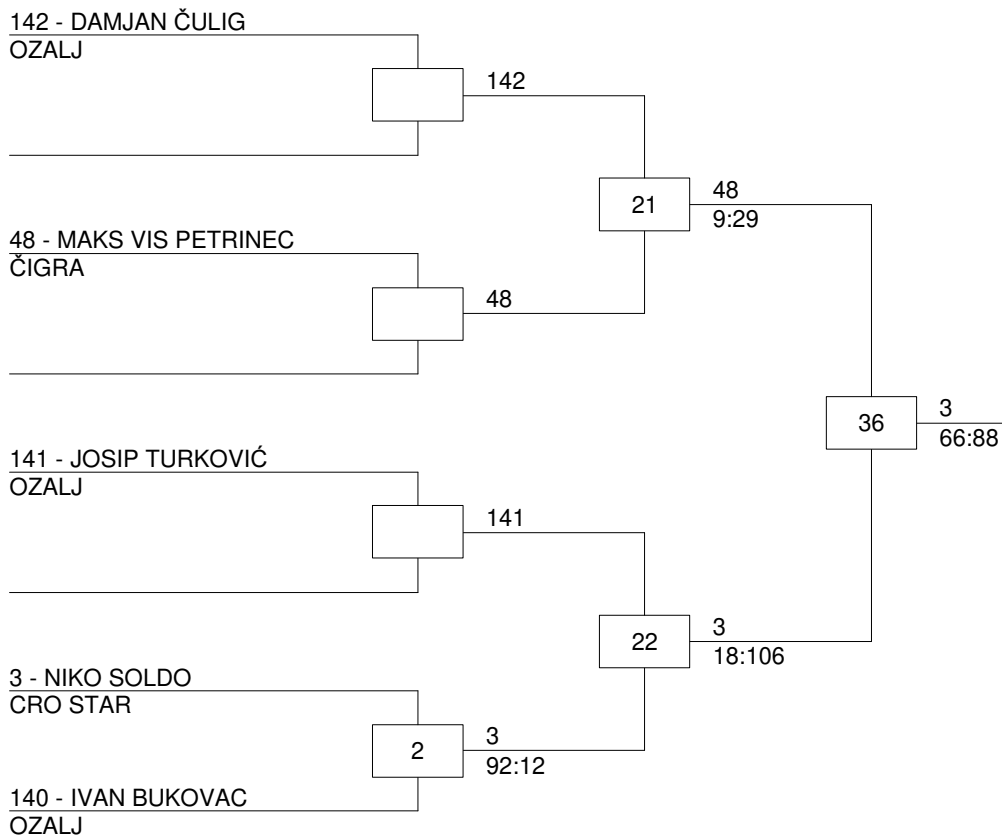 142 - DAMJAN ČULIG
OZALJ
142
21
48
9:29
48 - MAKS VIS PETRINEC
ČIGRA
48
36
3
66:88
141 - JOSIP TURKOVIĆ
OZALJ
141
22
3
18:106
3 - NIKO SOLDO
CRO STAR
2
3
92:12
140 - IVAN BUKOVAC
OZALJ